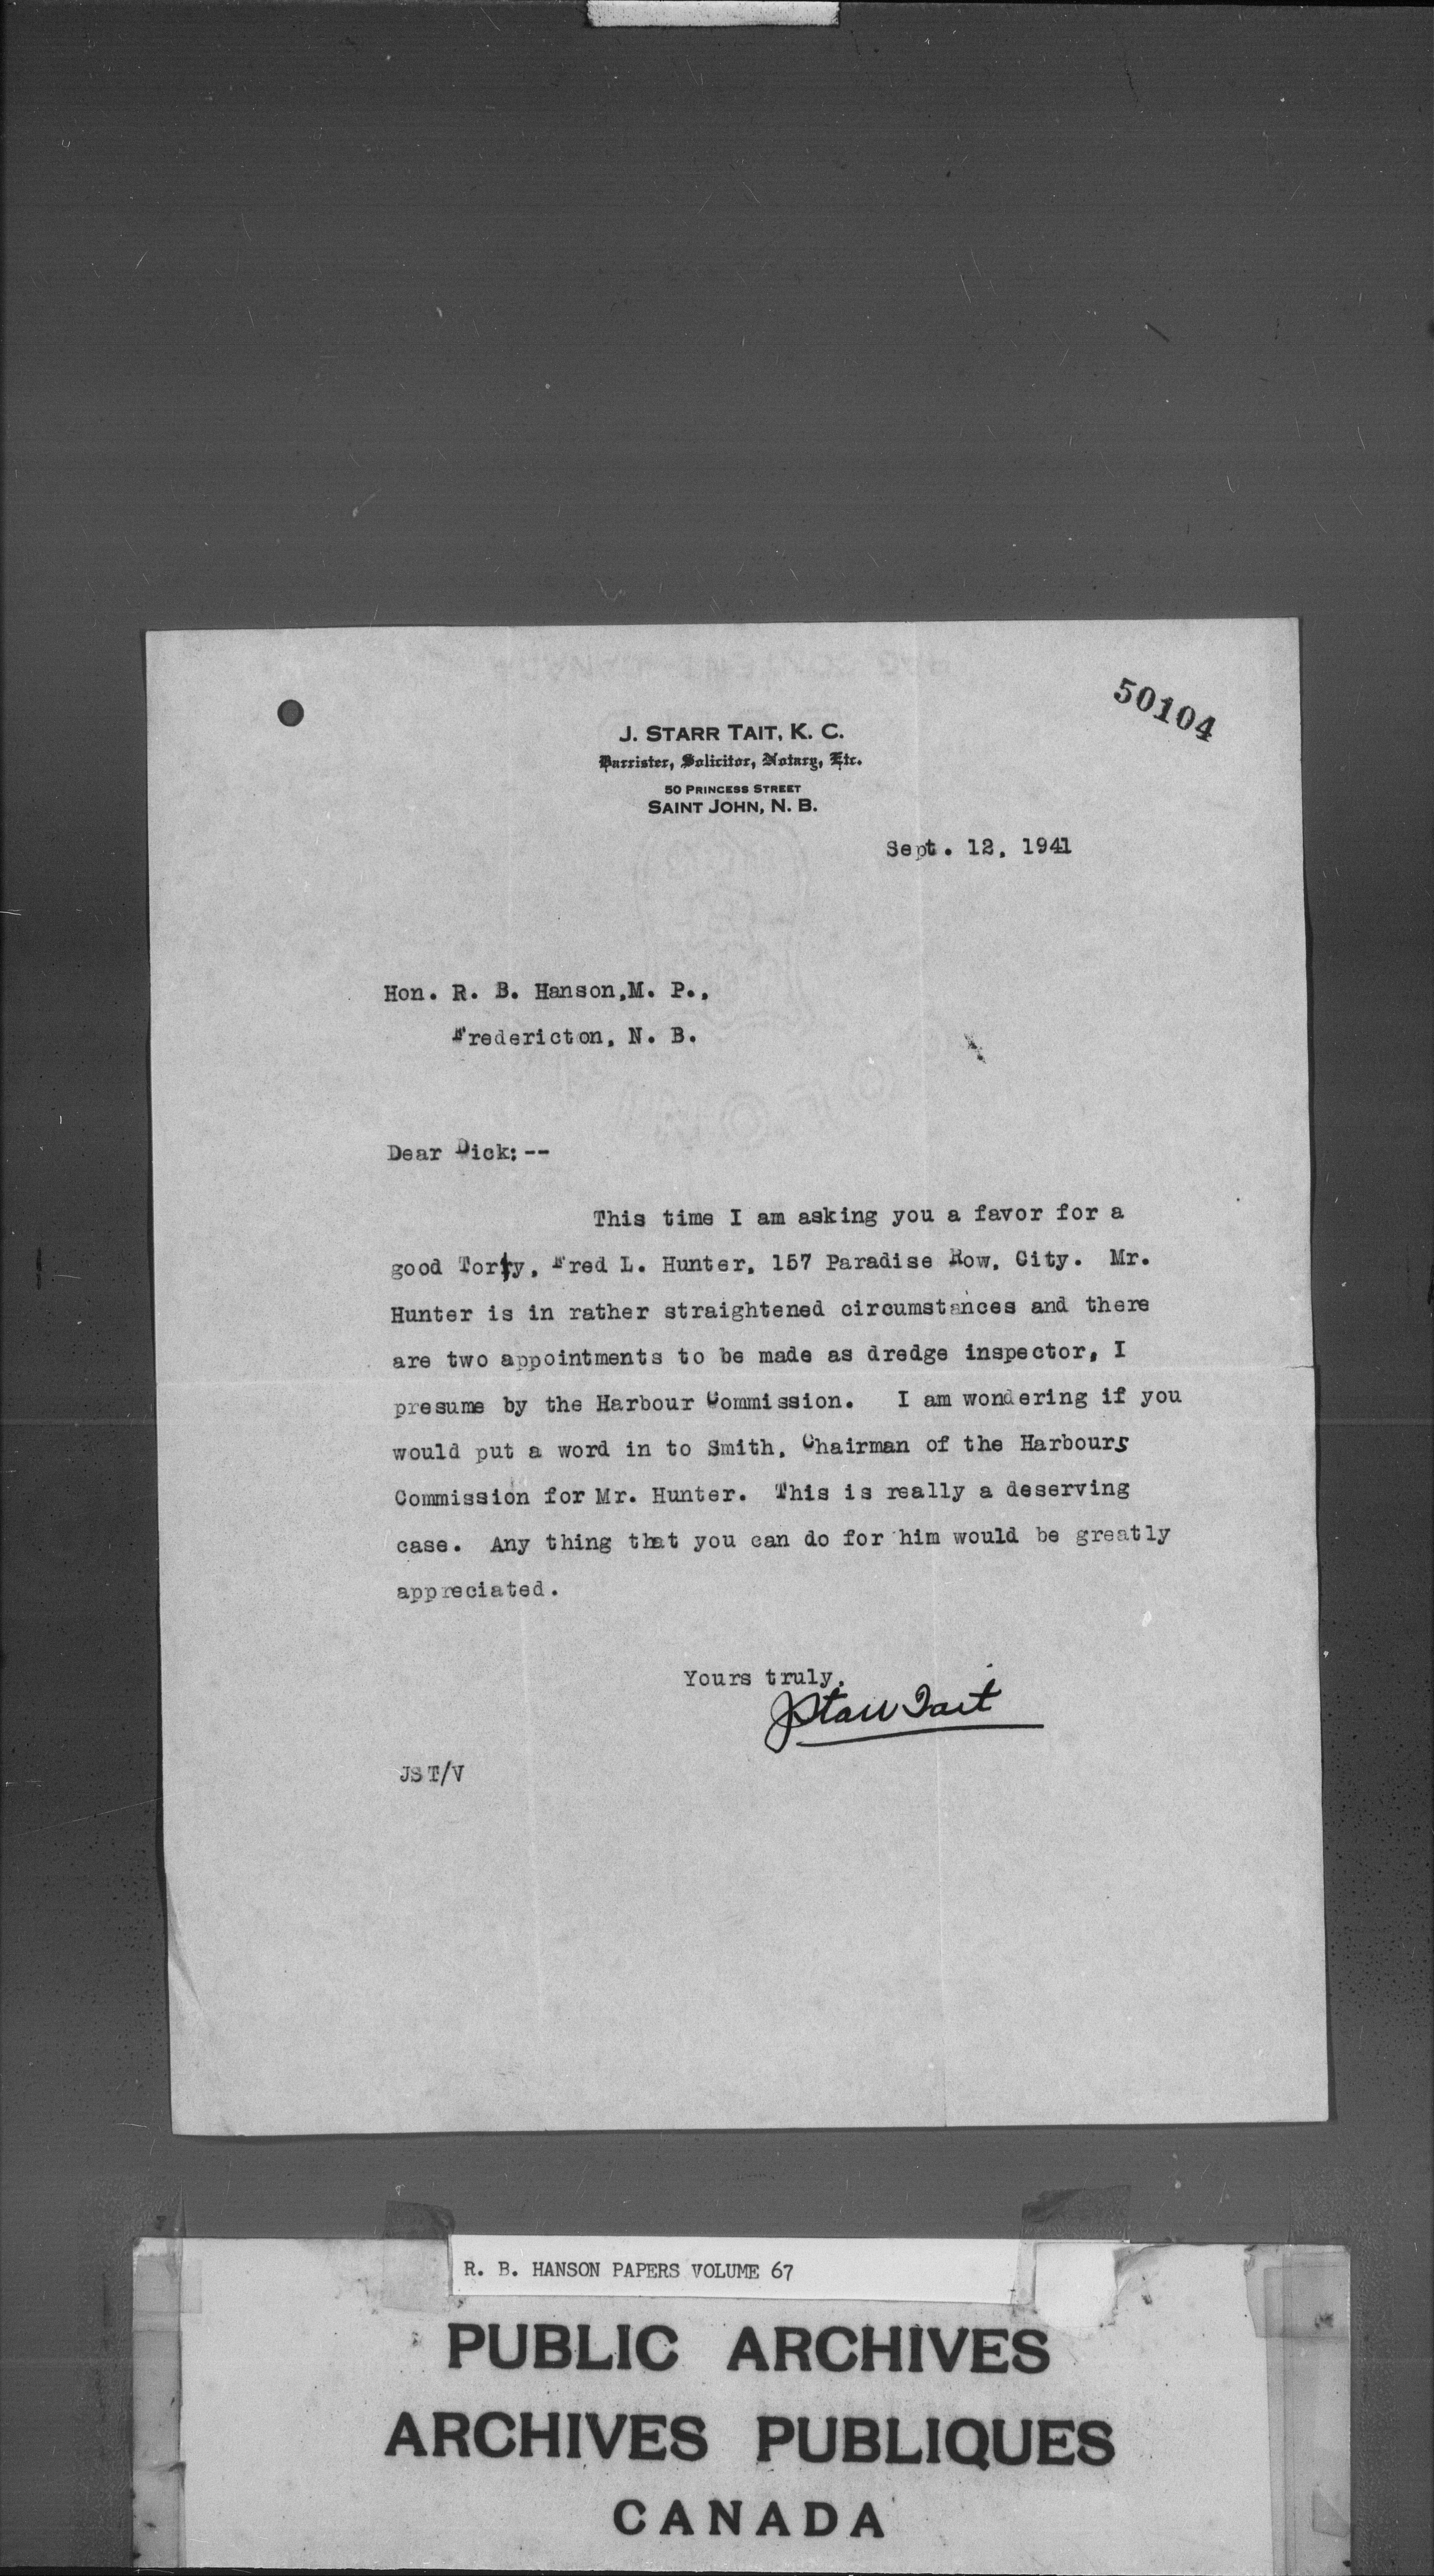 50104
J. STARR TAIT, K. C.
Barrister, Solicitor, Notary, Etc.
50 PRINCESS STREET
SAINT JOHN, N. B.
Sept. 12, 1941
Hon. R. B. Hanson,M. P.,
Fredericton, N. B.
Dear Dick:--
This time I am asking you a favor for a
good Tory, Fred L. Hunter, 157 Paradise Row, City. Mr.
Hunter is in rather straightened circumstances and there
are two appointments to be made as dredge inspector, I
presume by the Harbour Commission. I am wondering if you
would put a word in to Smith, Chairman of the Harbours
Commission for Mr. Hunter. This is really a deserving
case. Any thing that you can do for him would be greatly
appreciated.
Yours truly,
J Starr Tait
JST/V
R. B. HANSON PAPERS VOLUME 67
PUBLIC ARCHIVES
ARCHIVES PUBLIQUES
CANADA